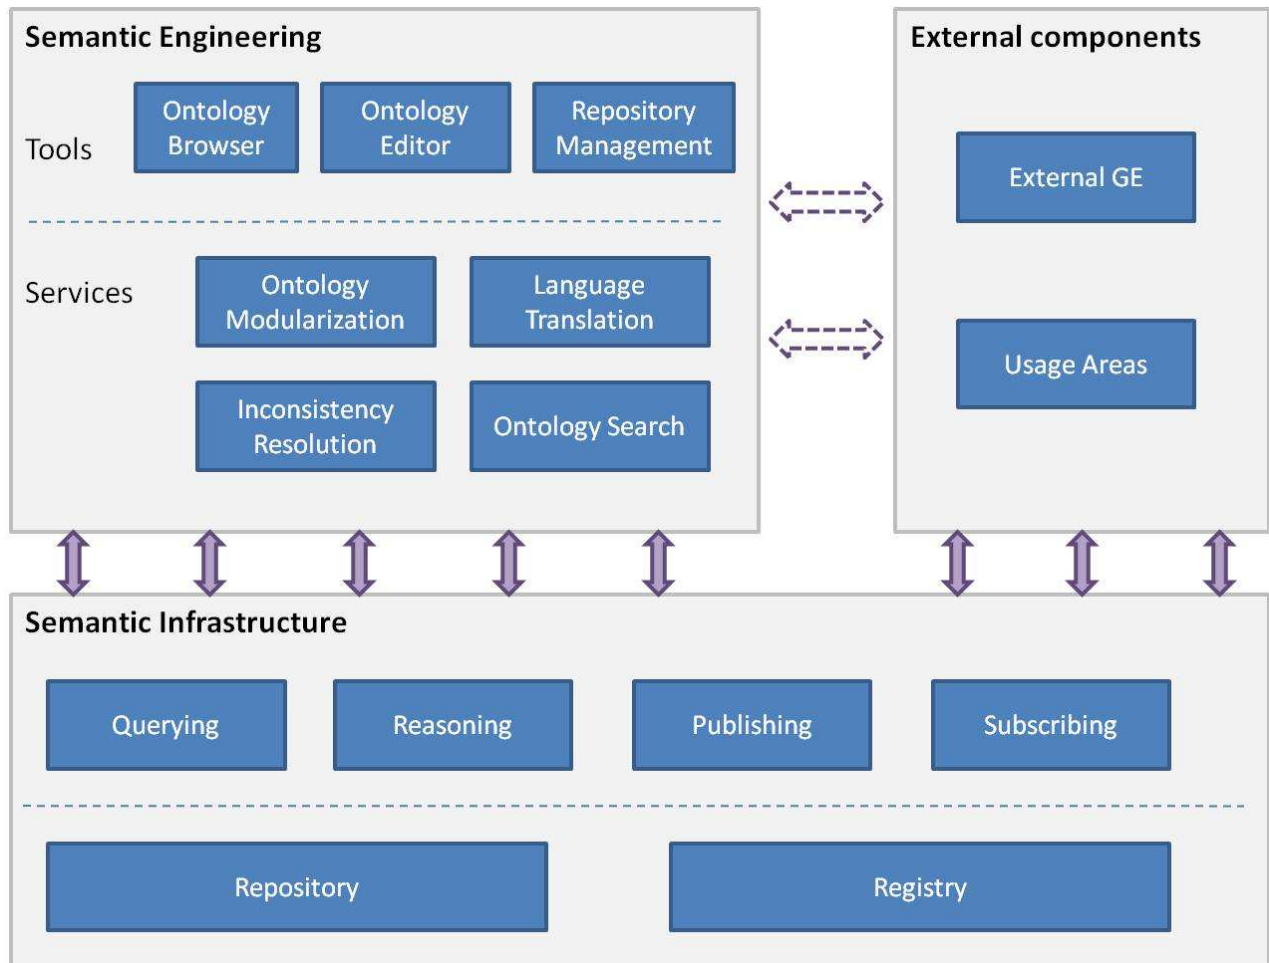 Semantic Engineering
Tools
Ontology
Browser
Ontology
Editor
Repository
Management
Services
Ontology
Modularization
Language
Translation
Inconsistency
Resolution
Ontology Search
External components
External GE
Usage Areas
Semantic Infrastructure
Querying
Reasoning
Publishing
Subscribing
Repository
Registry